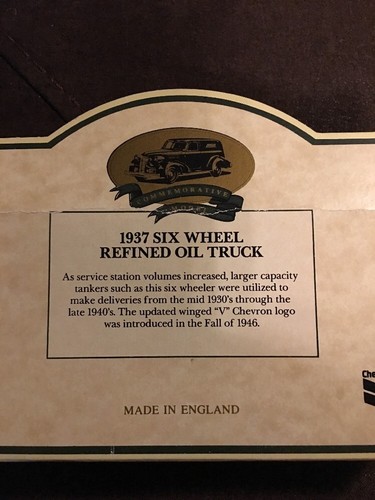 COMMEMORATIVE
1937 SIX WHEEL
REFINED OIL TRUCK
As service station volumes increased, larger capacity
tankers such as this six wheeler were utilized to
make deliveries from the mid 1930's through the
late 1940's. The updated winged "V" Chevron logo
was introduced in the Fall of 1946.
MADE IN ENGLAND
Che